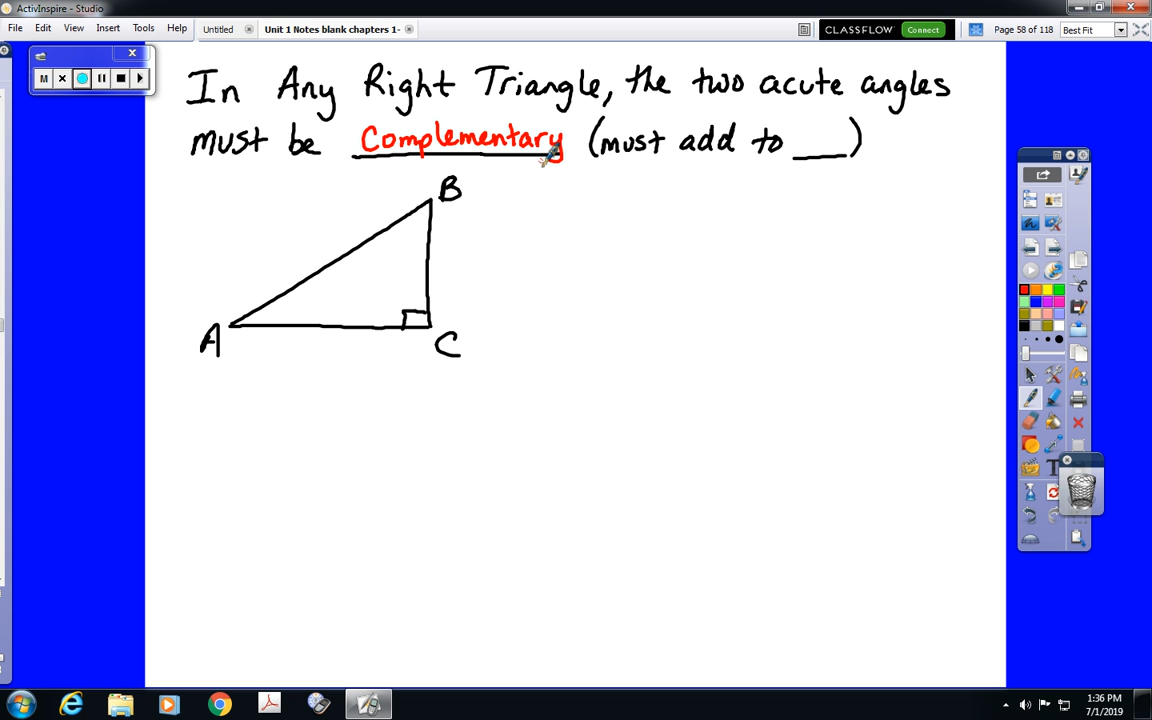 ActivInspire - Studio
File Edit View Insert Tools Help Untitled Unit 1 Notes blank chapters 1- CLASSFLOW Connect Page 58 of 118 Best Fit
M
In Any Right Triangle, the two acute angles
must be Complementary (must add to ___)
B
A
C
T
1:36 PM
7/1/2019